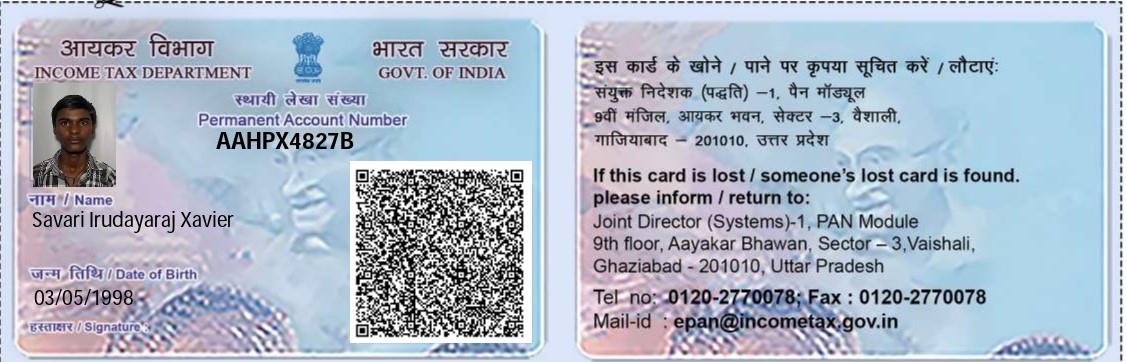 आयकर विभाग
INCOME TAX DEPARTMENT
भारत सरकार
GOVT. OF INDIA
स्थायी लेखा संख्या
Permanent Account Number
AAHPX4827B
नाम / Name
Savari Irudayaraj Xavier
जन्म तिथि / Date of Birth
03/05/1998
हस्ताक्षर / Signature :
इस कार्ड के खोने / पाने पर कृपया सूचित करें / लौटाएं:
संयुक्त निदेशक (पद्धति) –1, पैन मॉड्यूल
9वीं मंजिल, आयकर भवन, सेक्टर –3, वैशाली,
गाजियाबाद – 201010, उत्तर प्रदेश
If this card is lost / someone's lost card is found.
please inform / return to:
Joint Director (Systems)-1, PAN Module
9th floor, Aayakar Bhawan, Sector – 3,Vaishali,
Ghaziabad - 201010, Uttar Pradesh
Tel no: 0120-2770078; Fax : 0120-2770078
Mail-id : epan@incometax.gov.in